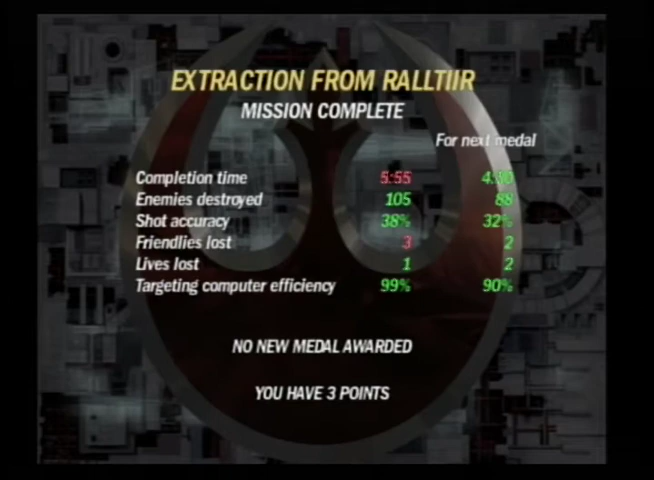 EXTRACTION FROM RALLTIIR
MISSION COMPLETE
For next medal
Completion time 5:55
Enemies destroyed 105 88
Shot accuracy 38% 32%
Friendlies lost 3 2
Lives lost 1 2
Targeting computer efficiency 99% 90%
NO NEW MEDAL AWARDED
YOU HAVE 3 POINTS